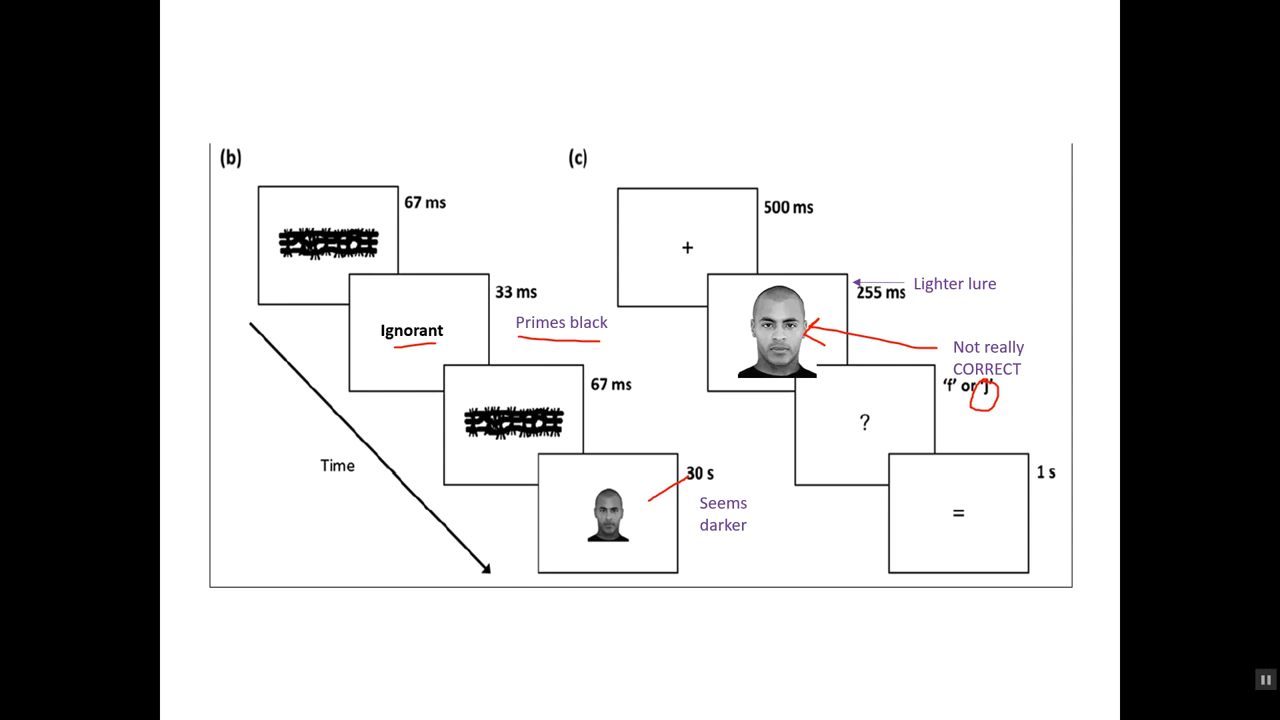 (b)
67 ms
Ignorant
33 ms
Primes black
67 ms
Time
30 s
Seems
darker
(c)
+
500 ms
Lighter lure
255 ms
Not really
CORRECT
?
'f' or 'j'
=
1 s